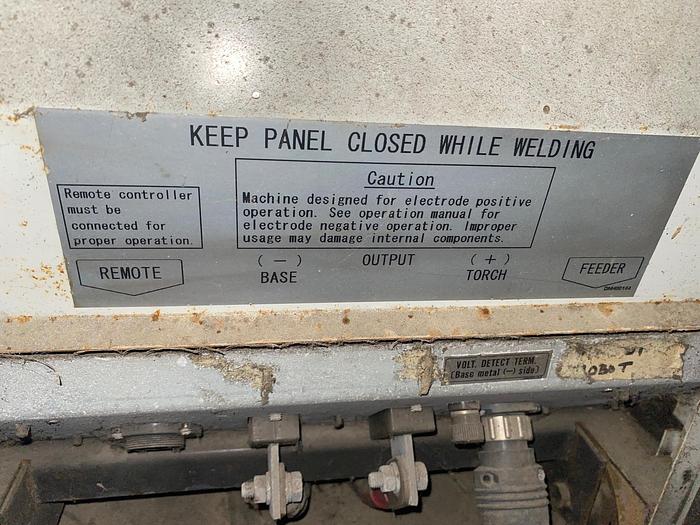 KEEP PANEL CLOSED WHILE WELDING
Remote controller
must be
connected for
proper operation.
Caution
Machine designed for electrode positive
operation. See operation manual for
electrode negative operation. Improper
usage may damage internal components.
REMOTE
(-) OUTPUT (+)
BASE TORCH
FEEDER
VOLT. DETECT TERM.
(Base metal (-) side)